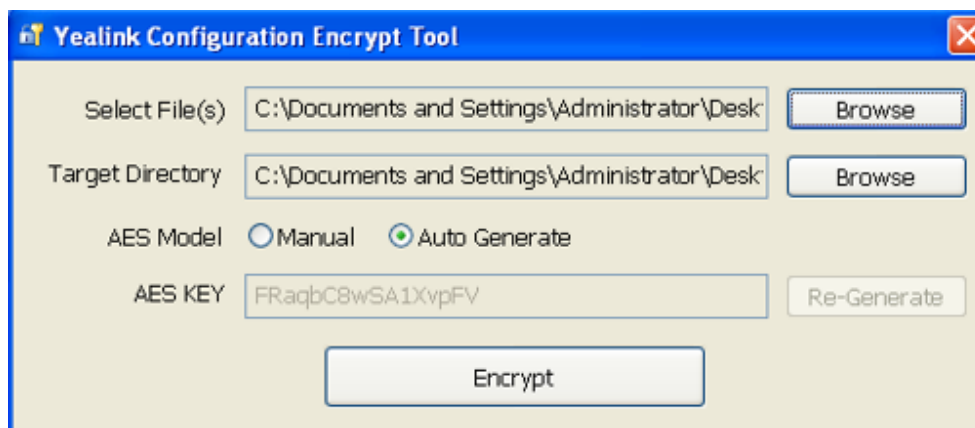 Yealink Configuration Encrypt Tool
Select File(s) C:\Documents and Settings\Administrator\Desk Browse
Target Directory C:\Documents and Settings\Administrator\Desk Browse
AES Model Manual Auto Generate
AES KEY FRaqbC8wSA1XvpFV Re-Generate
Encrypt